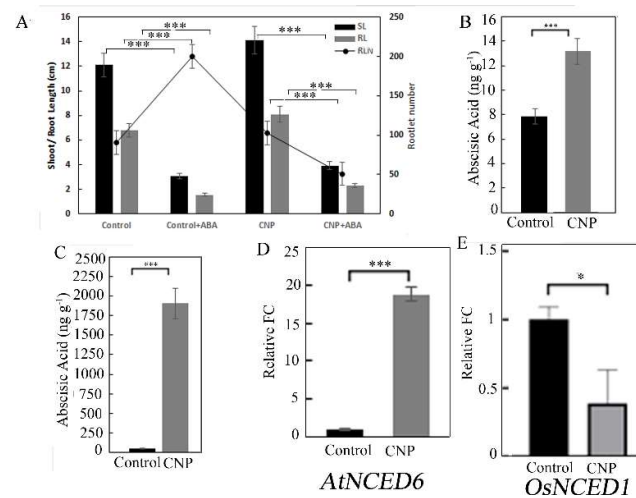 A
***
***
***
***
***
***
SL
RL
RLN
Shoot/ Root Length (cm)
16
14
12
10
8
6
4
2
0
Rootlet number
250
200
150
100
50
0
Control
Control+ABA
CNP
CNP+ABA
B
***
Abscisic Acid (ng g-1)
16
14
12
10
8
6
4
2
0
Control CNP
C
***
Abscisic Acid (ng g-1)
2500
2250
2000
1750
1500
1250
1000
750
500
250
0
Control CNP
D
***
Relative FC
25
20
15
10
5
0
Control CNP
AtNCED6
E
*
Relative FC
1.5
1
0.5
0
Control CNP
OsNCED1